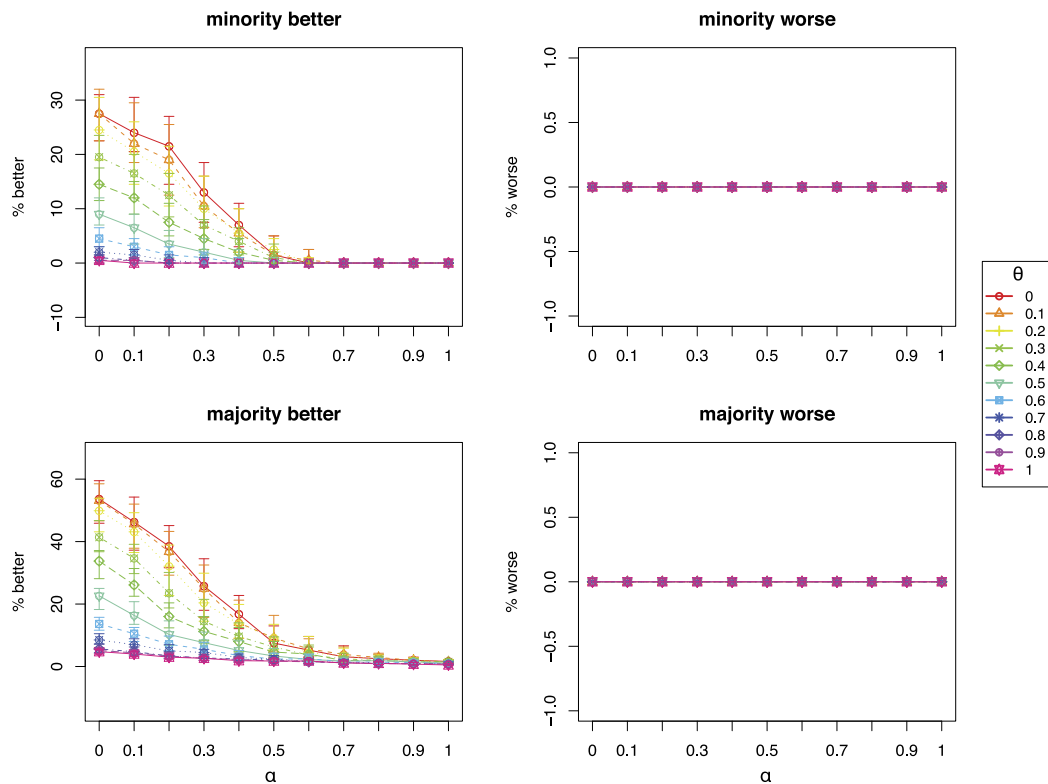 minority better
% better
−10 0 10 20 30
0 0.1 0.3 0.5 0.7 0.9 1
minority worse
% worse
−1.0 −0.5 0.0 0.5 1.0
0 0.1 0.3 0.5 0.7 0.9 1
majority better
% better
0 20 40 60
0 0.1 0.3 0.5 0.7 0.9 1
α
majority worse
% worse
−1.0 −0.5 0.0 0.5 1.0
0 0.1 0.3 0.5 0.7 0.9 1
α
θ
0
0.1
0.2
0.3
0.4
0.5
0.6
0.7
0.8
0.9
1